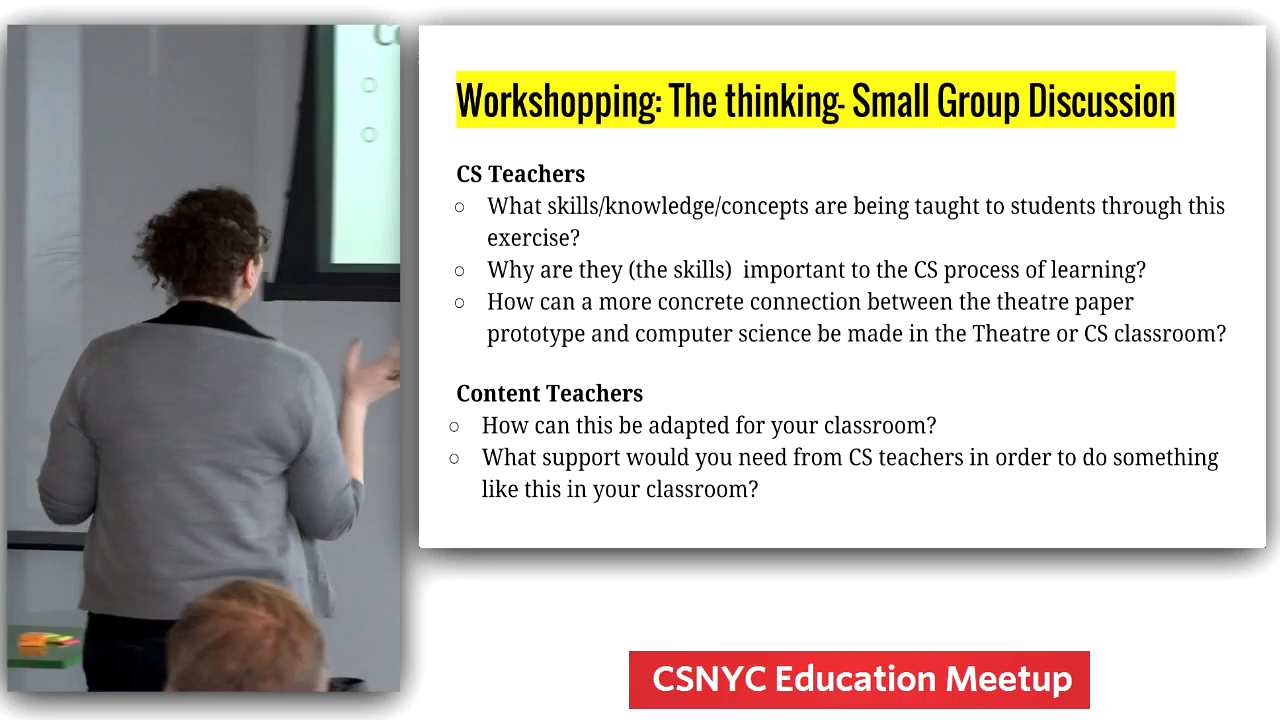 Workshopping: The thinking- Small Group Discussion
CS Teachers
○ What skills/knowledge/concepts are being taught to students through this
exercise?
○ Why are they (the skills)  important to the CS process of learning?
○ How can a more concrete connection between the theatre paper
prototype and computer science be made in the Theatre or CS classroom?
Content Teachers
○ How can this be adapted for your classroom?
○ What support would you need from CS teachers in order to do something
like this in your classroom?
CSNYC Education Meetup